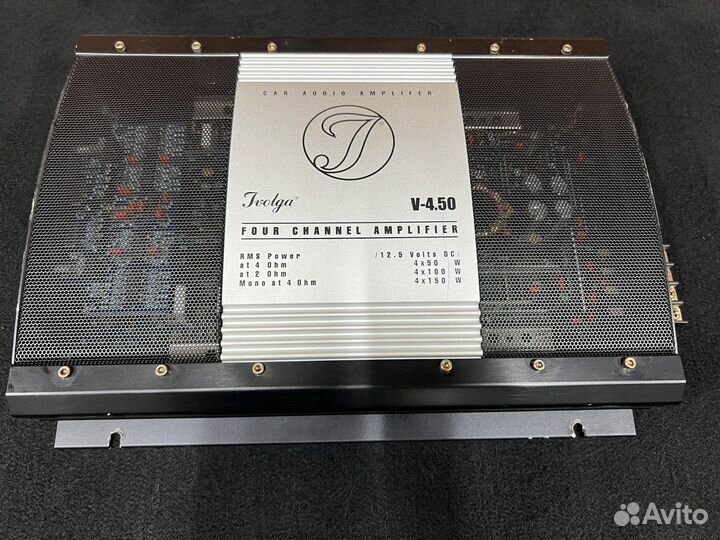 CAR AUDIO AMPLIFER
Ivolga®
V-4.50
FOUR CHANNEL AMPLIFIER
RMS Power /12.5 Volts DC/
at 4 Ohm 4x50 W
at 2 Ohm 4x100 W
Mono at 4 Ohm 4x150 W
Avito